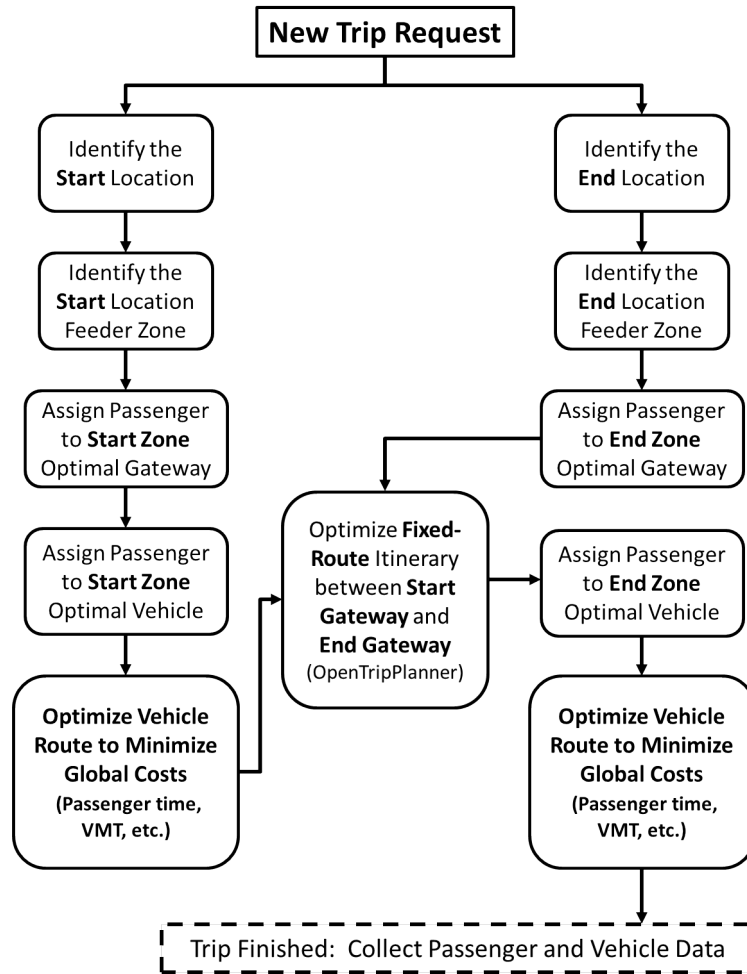 New Trip Request
Identify the
Start Location
Identify the
End Location
Identify the
Start Location
Feeder Zone
Identify the
End Location
Feeder Zone
Assign Passenger
to Start Zone
Optimal Gateway
Assign Passenger
to End Zone
Optimal Gateway
Assign Passenger
to Start Zone
Optimal Vehicle
Optimize Fixed-
Route Itinerary
between Start
Gateway and
End Gateway
(OpenTripPlanner)
Assign Passenger
to End Zone
Optimal Vehicle
Optimize Vehicle
Route to Minimize
Global Costs
(Passenger time,
VMT, etc.)
Optimize Vehicle
Route to Minimize
Global Costs
(Passenger time,
VMT, etc.)
Trip Finished: Collect Passenger and Vehicle Data